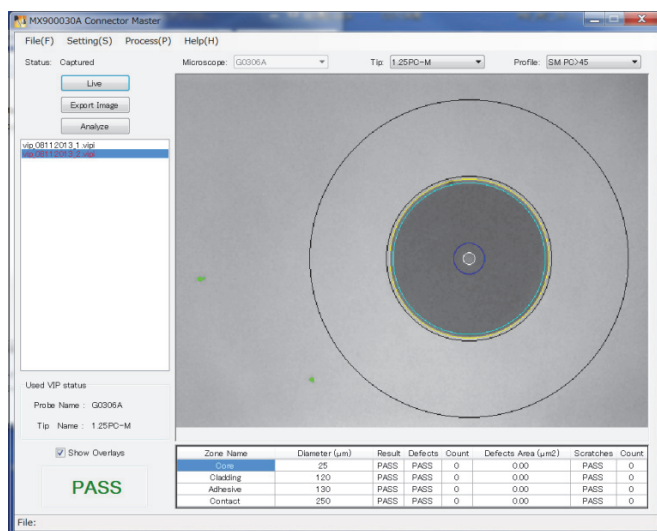 MX900030A Connector Master
File(F) Setting(S) Process(P) Help(H)
Status: Captured
Microscope: G0306A
Tip: 1.25PC-M
Profile: SM PC>45
Live
Export Image
Analyze
vip_08112013_1.vipi
vip_08112013_2.vipi
Used VIP status
Probe Name : G0306A
Tip Name : 1.25PC-M
Show Overlays
PASS
Zone Name Diameter (μm) Result Defects Count Defects Area (μm2) Scratches Count
Core 25 PASS PASS 0 0.00 PASS 0
Cladding 120 PASS PASS 0 0.00 PASS 0
Adhesive 130 PASS PASS 0 0.00 PASS 0
Contact 250 PASS PASS 0 0.00 PASS 0
File: